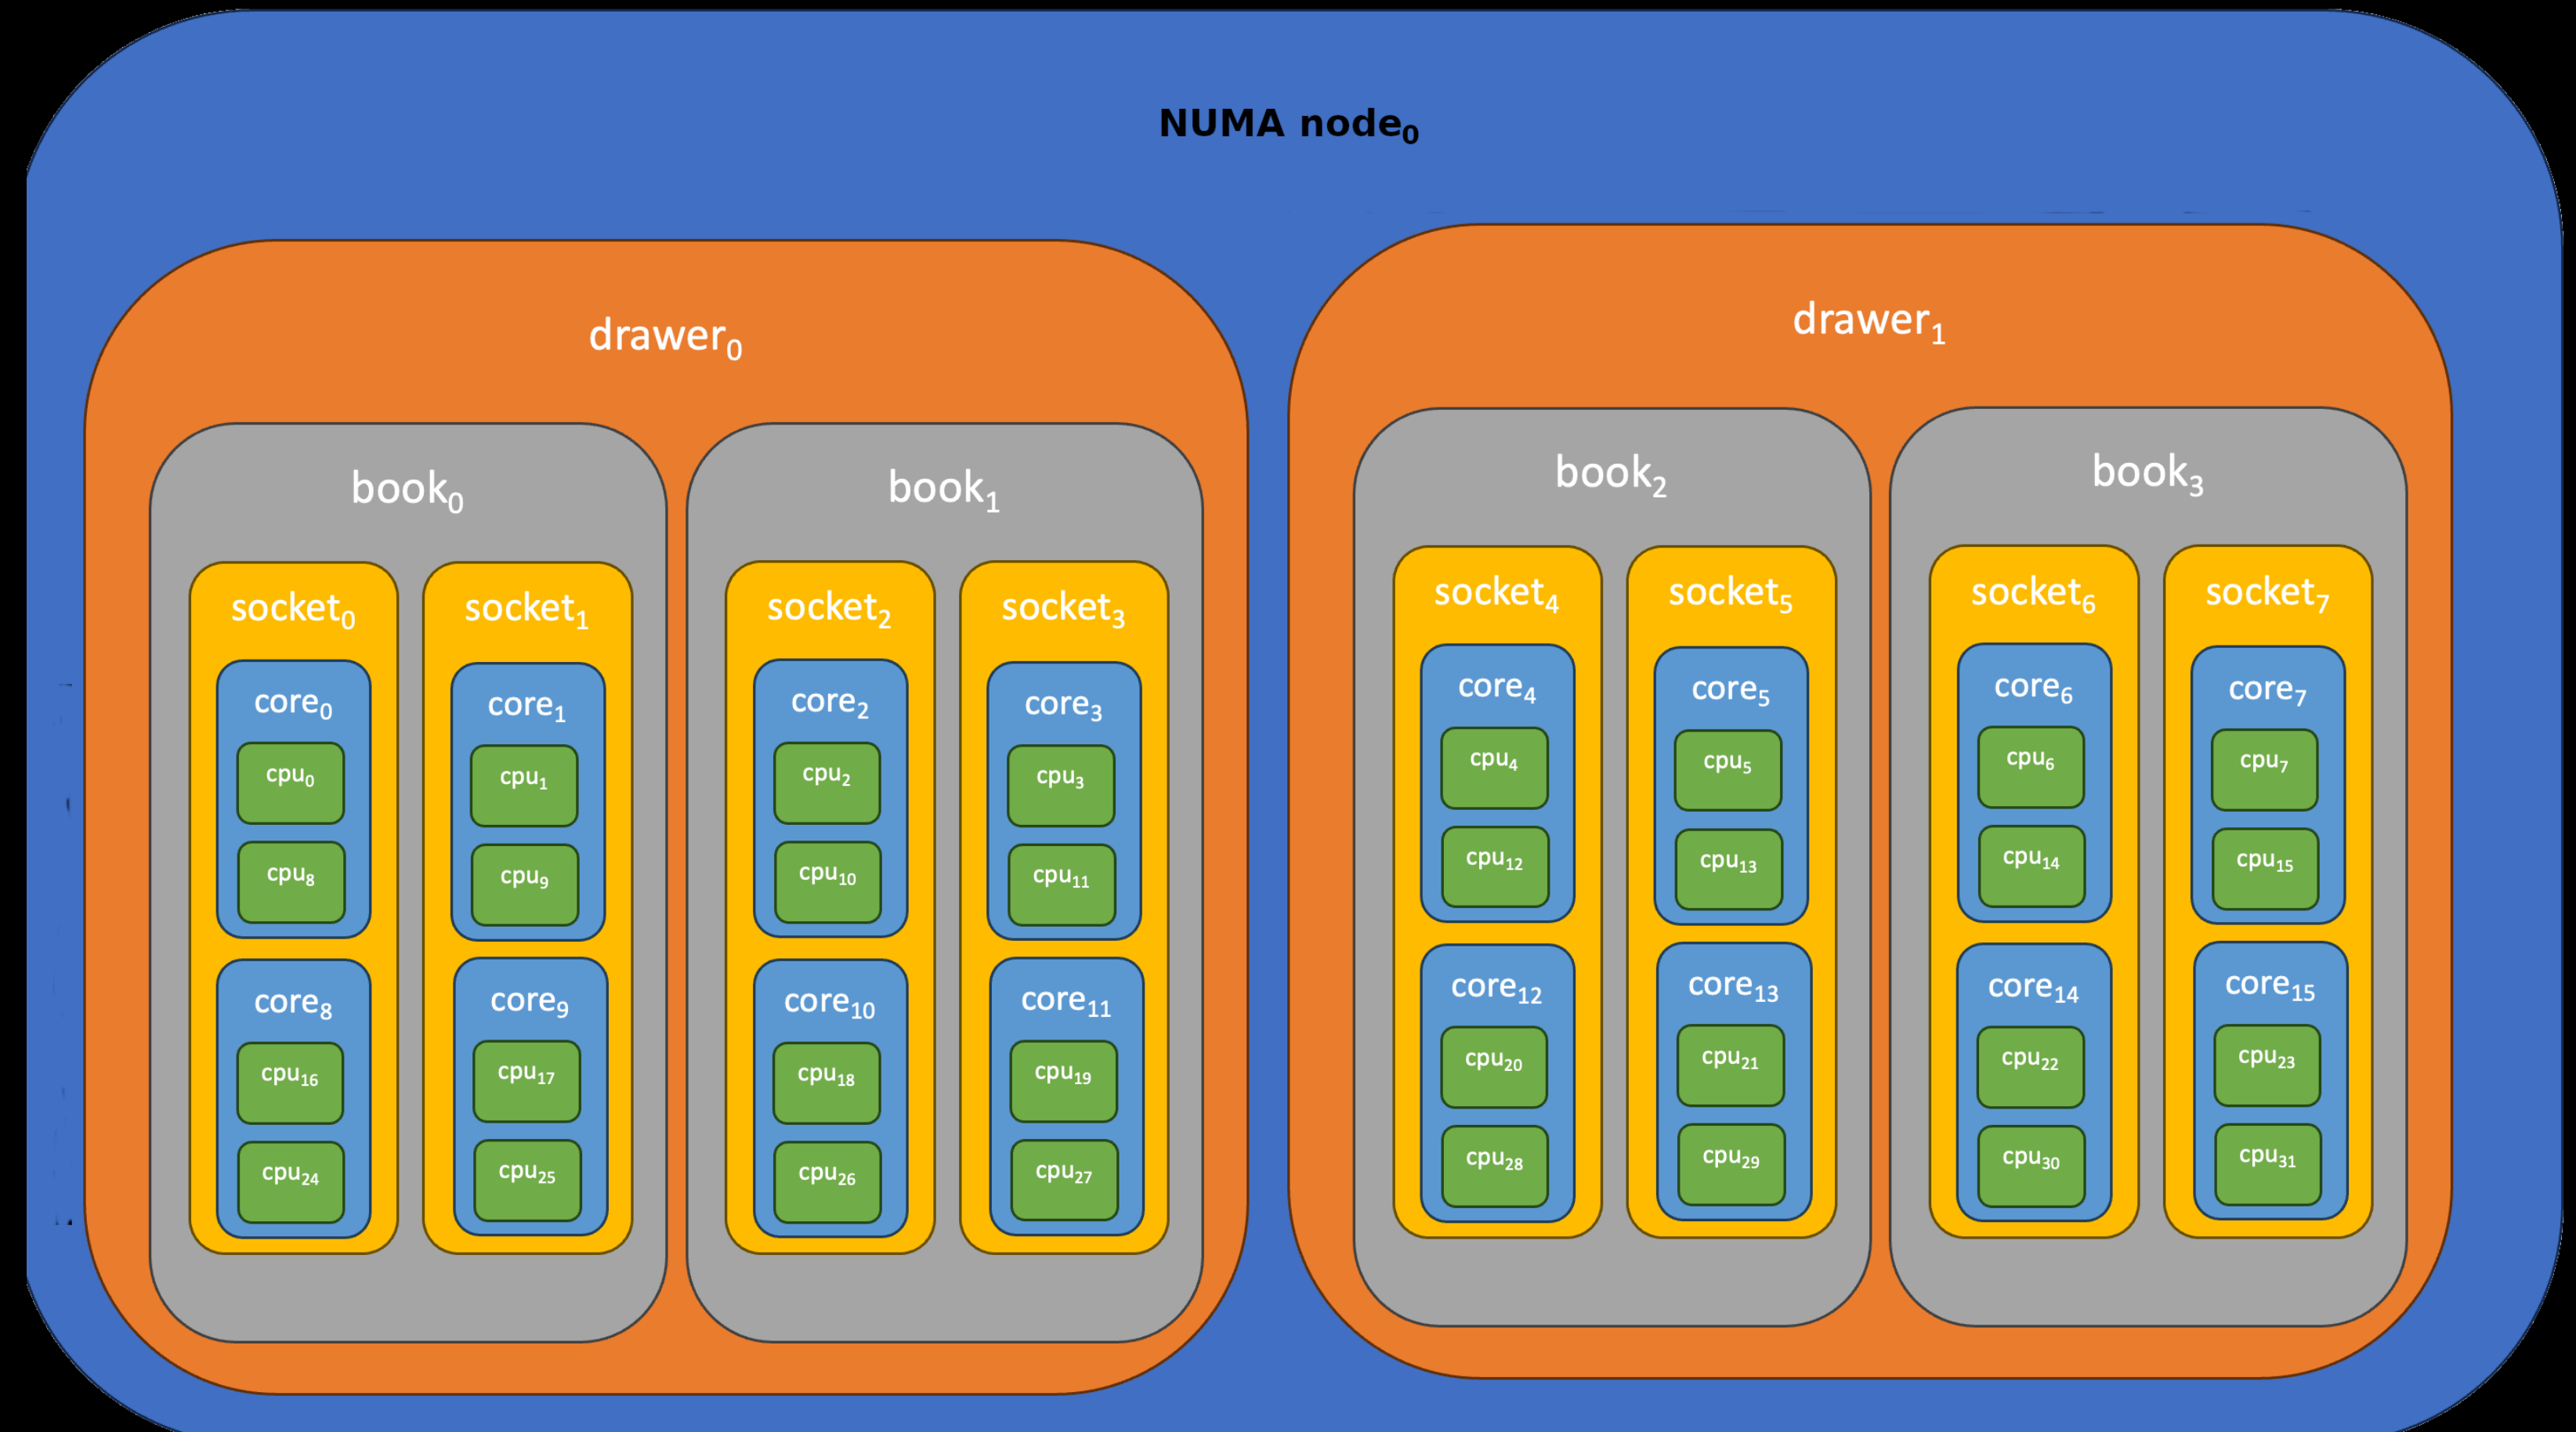 NUMA node₀
drawer₀
drawer₁
book₀
book₁
book₂
book₃
socket₀
socket₁
socket₂
socket₃
socket₄
socket₅
socket₆
socket₇
core₀
core₁
core₂
core₃
core₄
core₅
core₆
core₇
cpu₀
cpu₁
cpu₂
cpu₃
cpu₄
cpu₅
cpu₆
cpu₇
cpu₈
cpu₉
cpu₁₀
cpu₁₁
cpu₁₂
cpu₁₃
cpu₁₄
cpu₁₅
core₈
core₉
core₁₀
core₁₁
core₁₂
core₁₃
core₁₄
core₁₅
cpu₁₆
cpu₁₇
cpu₁₈
cpu₁₉
cpu₂₀
cpu₂₁
cpu₂₂
cpu₂₃
cpu₂₄
cpu₂₅
cpu₂₆
cpu₂₇
cpu₂₈
cpu₂₉
cpu₃₀
cpu₃₁